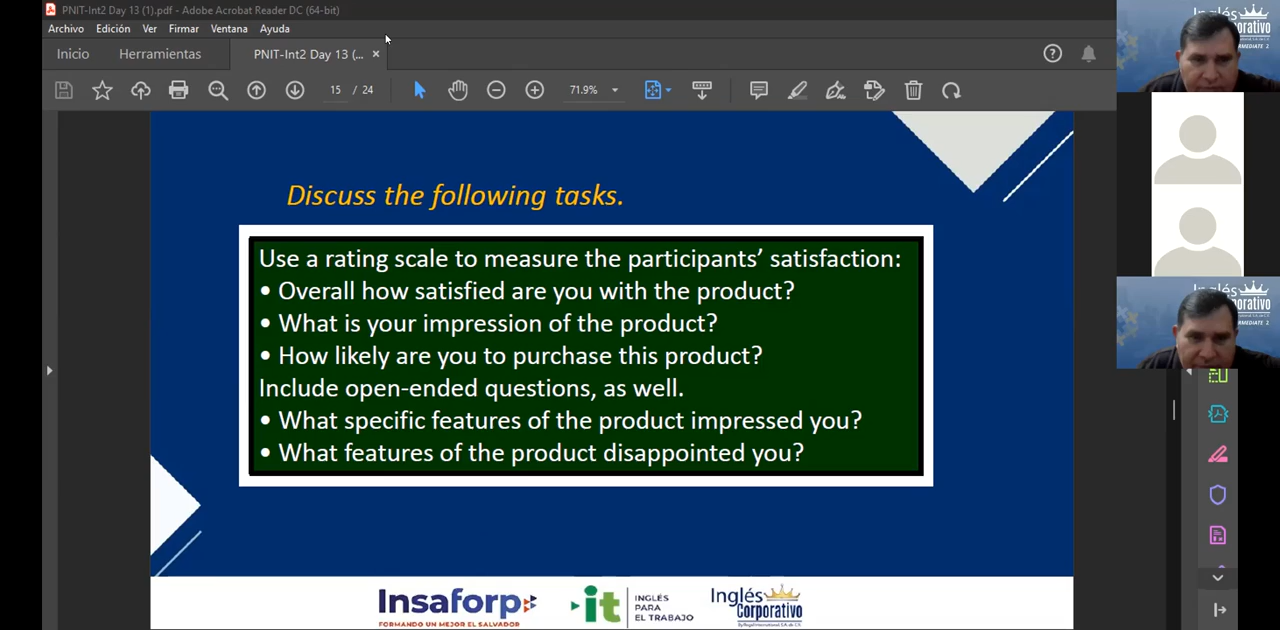 PNIT-Int2 Day 13 (1).pdf - Adobe Acrobat Reader DC (64-bit)
Archivo Edición Ver Firmar Ventana Ayuda
Inicio Herramientas PNIT-Int2 Day 13 (... ×
15 / 24 71.9%
Discuss the following tasks.
Use a rating scale to measure the participants’ satisfaction:
• Overall how satisfied are you with the product?
• What is your impression of the product?
• How likely are you to purchase this product?
Include open-ended questions, as well.
• What specific features of the product impressed you?
• What features of the product disappointed you?
Insaforp
FORMANDO UN MEJOR EL SALVADOR
it
INGLÉS
PARA
EL TRABAJO
Inglés
Corporativo